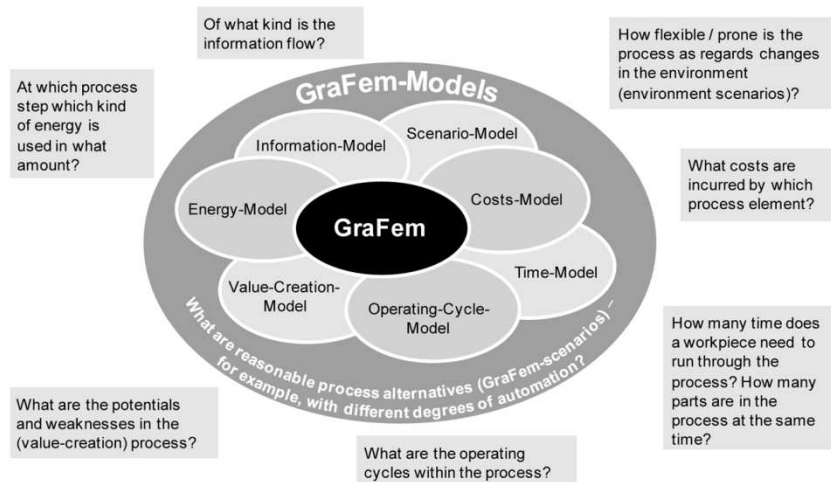 Of what kind is the
information flow?
How flexible / prone is the
process as regards changes
in the environment
(environment scenarios)?
At which process
step which kind
of energy is
used in what
amount?
GraFem-Models
Information-Model
Scenario-Model
Energy-Model
Costs-Model
GraFem
What costs are
incurred by which
process element?
Value-Creation-
Model
Operating-Cycle-
Model
Time-Model
What are reasonable process alternatives (GraFem-scenarios) –
for example, with different degrees of automation?
How many time does
a workpiece need to
run through the
process? How many
parts are in the
process at the same
time?
What are the potentials
and weaknesses in the
(value-creation) process?
What are the operating
cycles within the process?